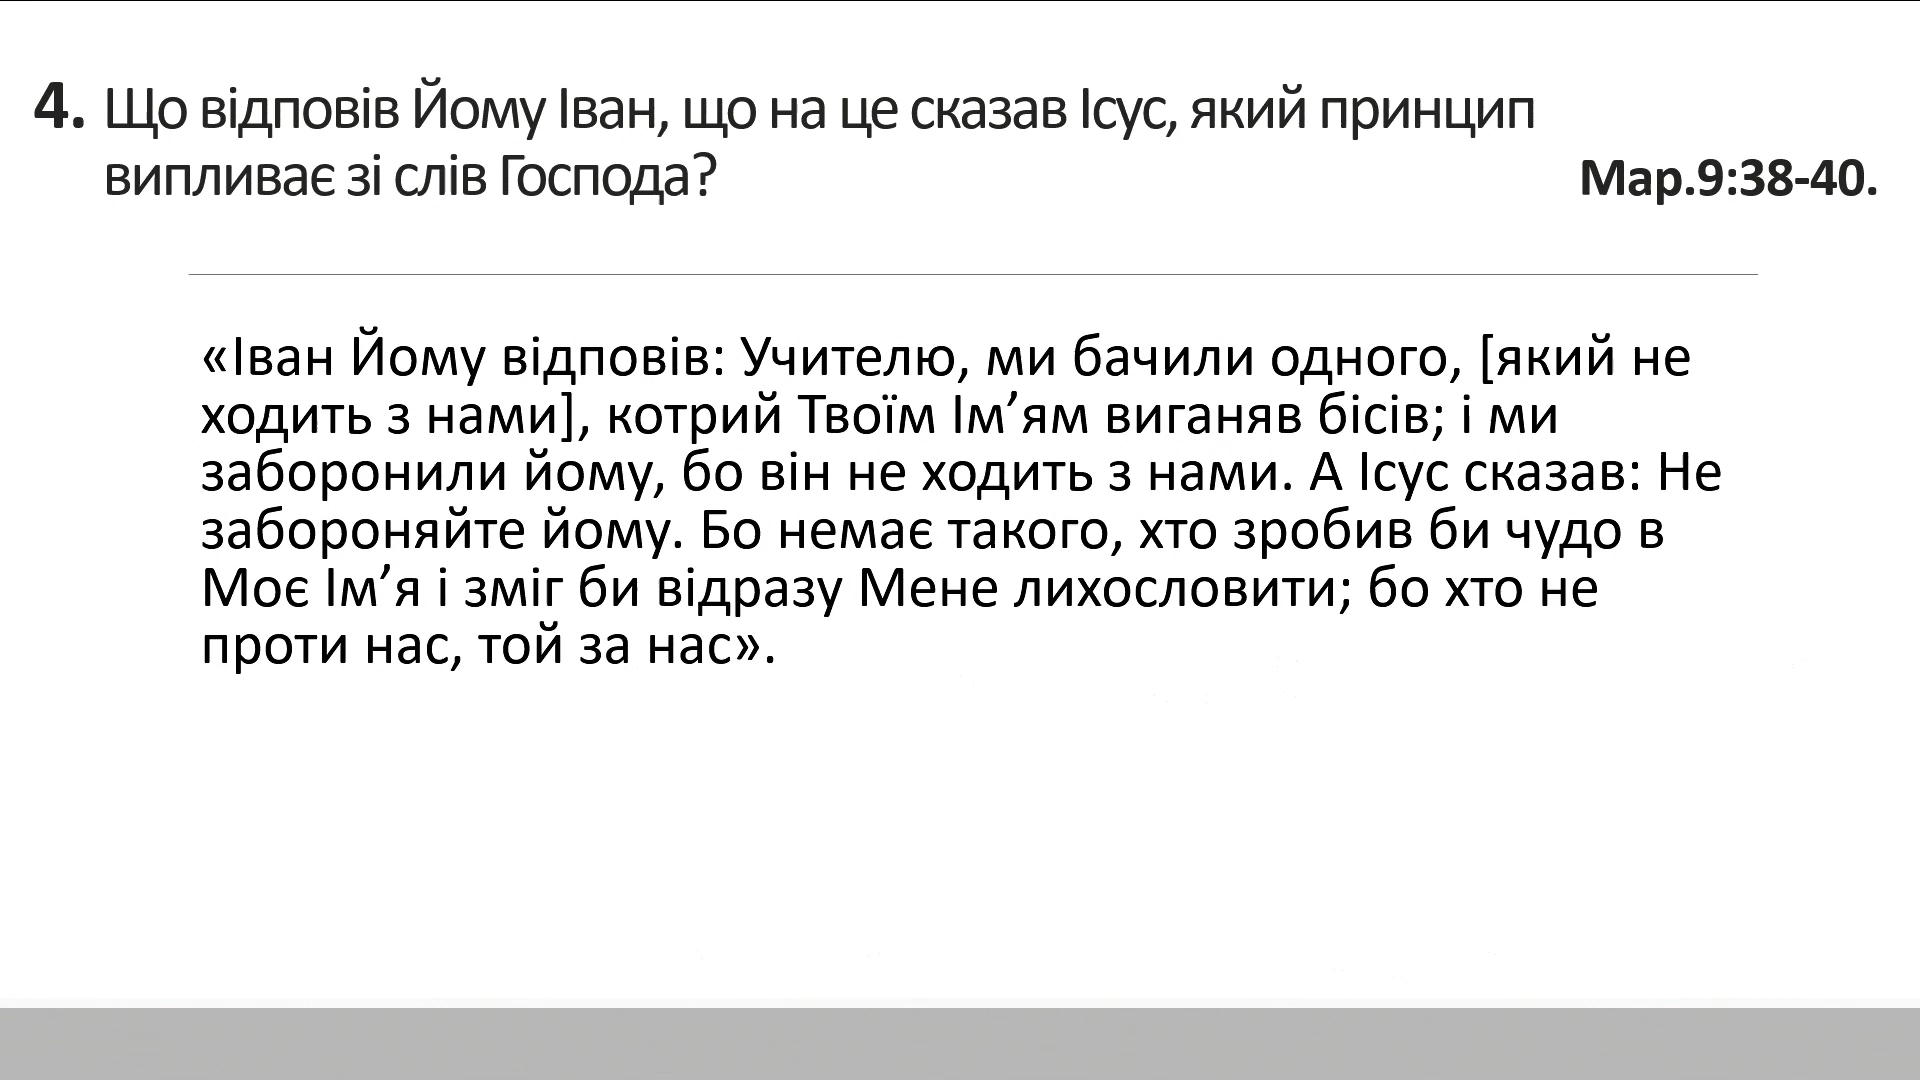 4. Що відповів Йому Іван, що на це сказав Ісус, який принцип
випливає зі слів Господа? Мар.9:38-40.
«Іван Йому відповів: Учителю, ми бачили одного, [який не
ходить з нами], котрий Твоїм Ім’ям виганяв бісів; і ми
заборонили йому, бо він не ходить з нами. А Ісус сказав: Не
забороняйте йому. Бо немає такого, хто зробив би чудо в
Моє Ім’я і зміг би відразу Мене лихословити; бо хто не
проти нас, той за нас».